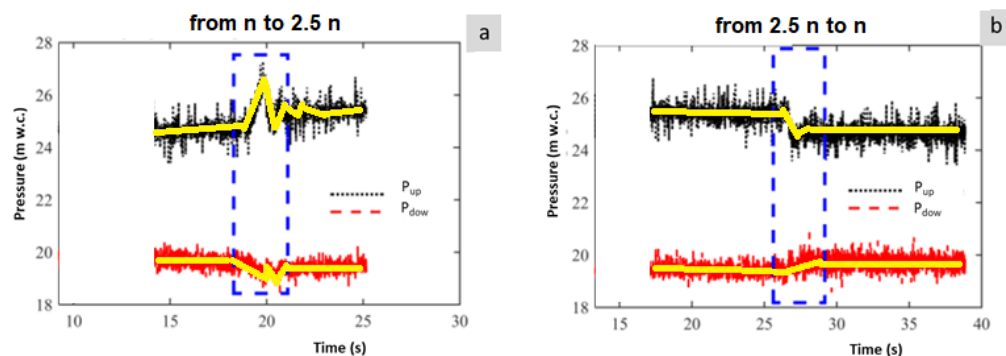 from n to 2.5 n
a
28
26
24
22
20
18
Pressure (m w.c.)
P_up
P_dow
10
15
20
25
30
Time (s)
from 2.5 n to n
b
28
26
24
22
20
18
Pressure (m w.c.)
P_up
P_dow
15
20
25
30
35
40
Time (s)